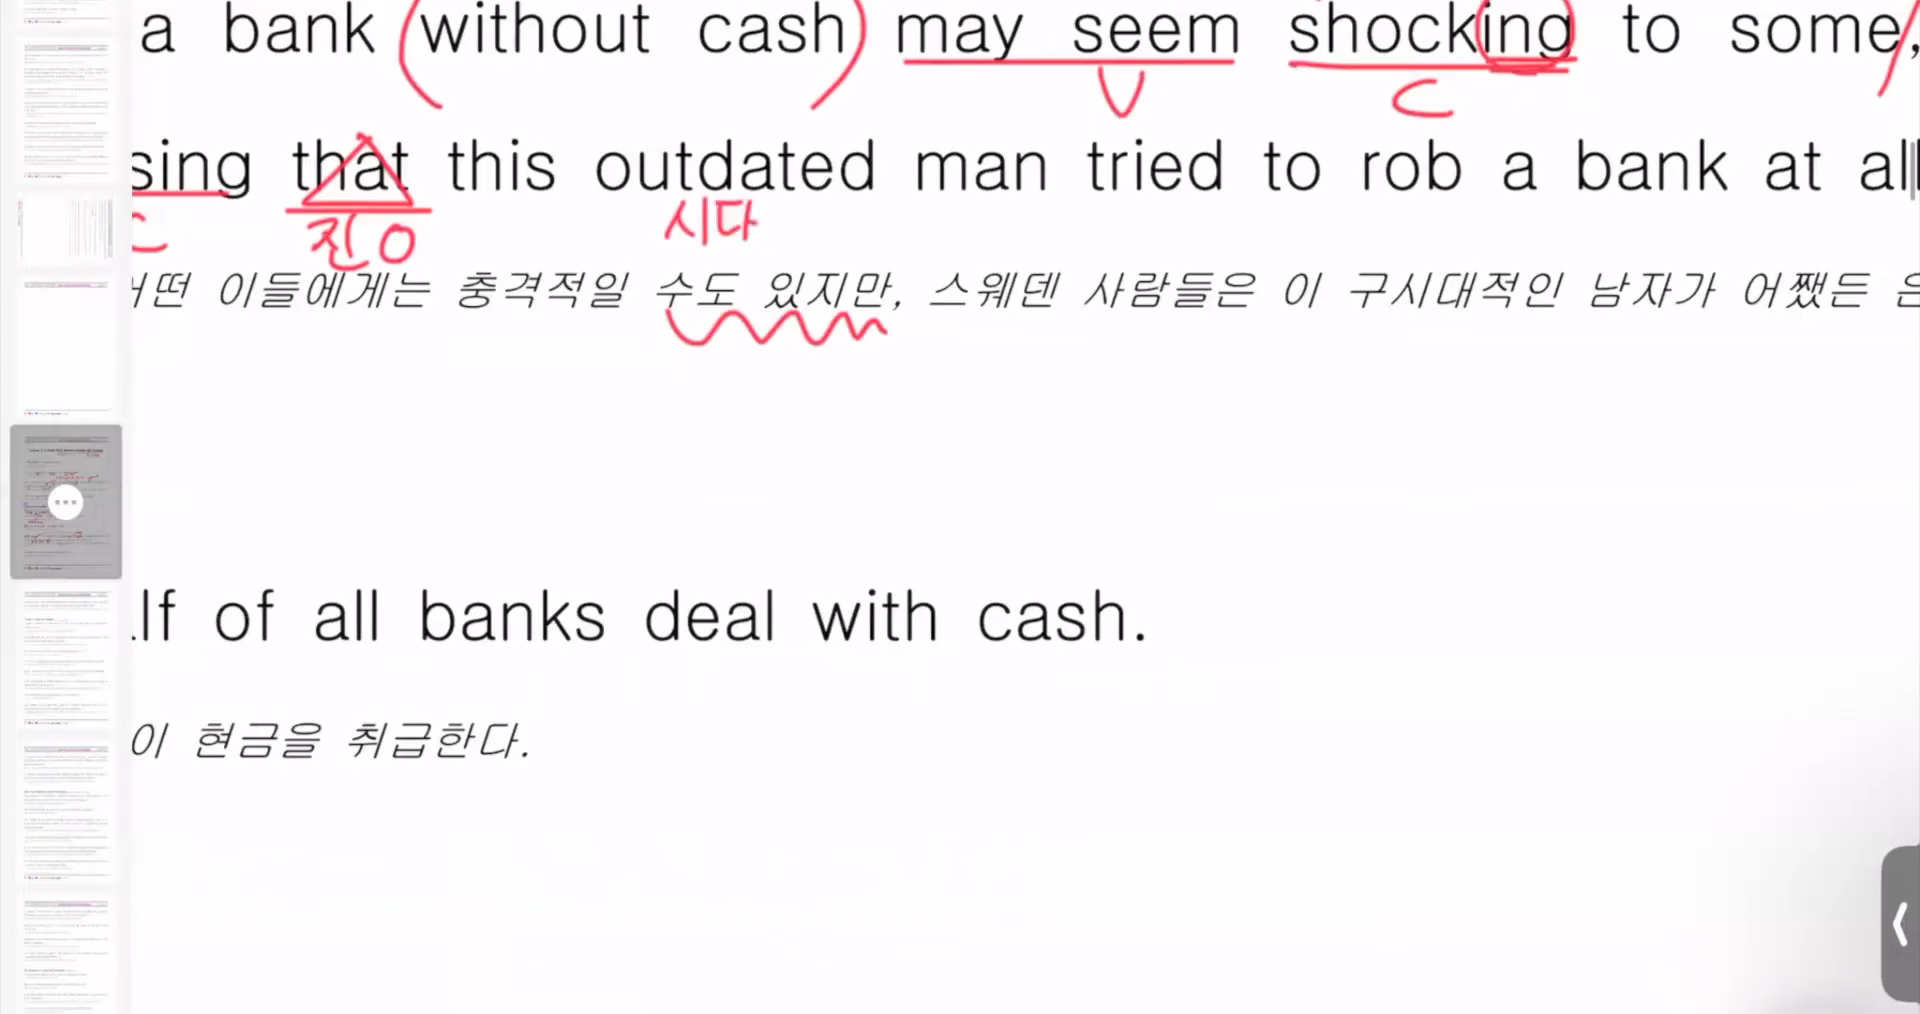 a bank (without cash) may seem shocking to some,
V C
sing that this outdated man tried to rob a bank at all
C 진 O 시다
떤 이들에게는 충격적일 수도 있지만, 스웨덴 사람들은 이 구시대적인 남자가 어쨌든 은
lf of all banks deal with cash.
이 현금을 취급한다.